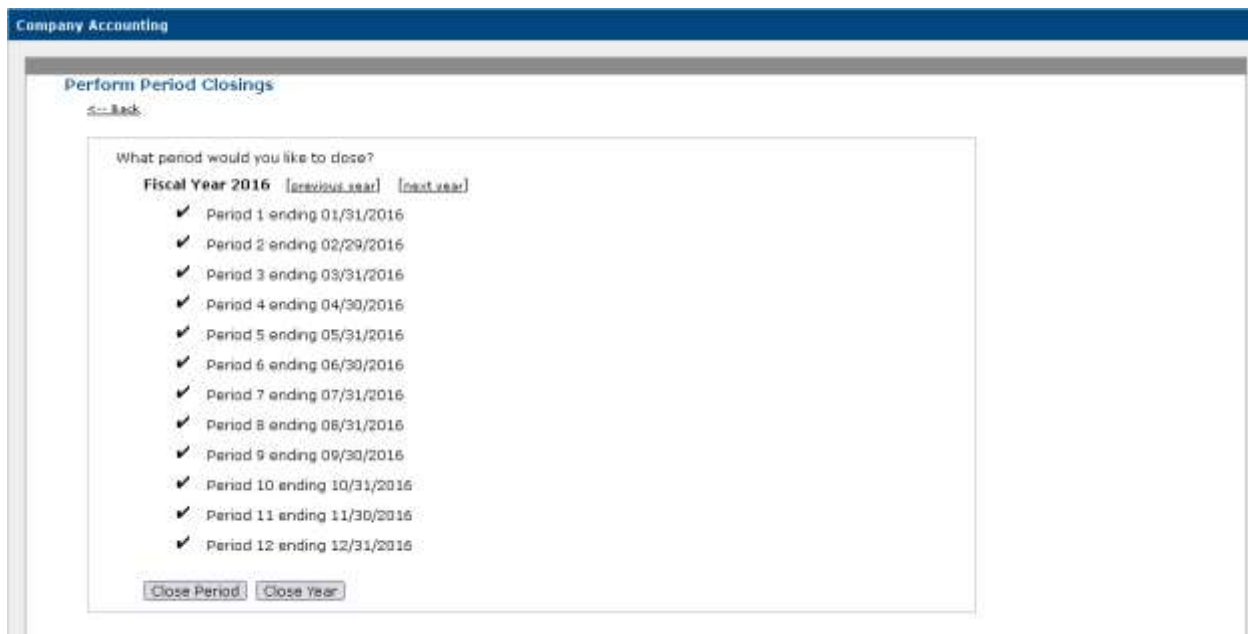 Company Accounting
Perform Period Closings
<-- Back
What period would you like to close?
Fiscal Year 2016 [previous year] [next year]
✔ Period 1 ending 01/31/2016
✔ Period 2 ending 02/29/2016
✔ Period 3 ending 03/31/2016
✔ Period 4 ending 04/30/2016
✔ Period 5 ending 05/31/2016
✔ Period 6 ending 06/30/2016
✔ Period 7 ending 07/31/2016
✔ Period 8 ending 08/31/2016
✔ Period 9 ending 09/30/2016
✔ Period 10 ending 10/31/2016
✔ Period 11 ending 11/30/2016
✔ Period 12 ending 12/31/2016
Close Period Close Year